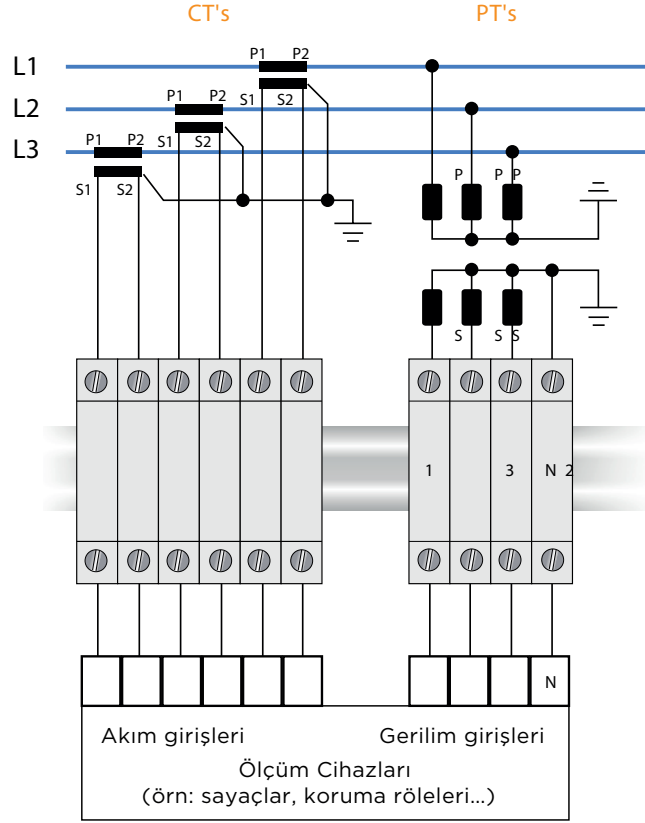 CT's PT's
L1 P1 P2
L2 P1 P2 S1 S2
L3 P1 P2 S1 S2
S1 S2 P P P
S S S
1 3 N 2
N
Akım girişleri Gerilim girişleri
Ölçüm Cihazları
(örn: sayaçlar, koruma röleleri...)